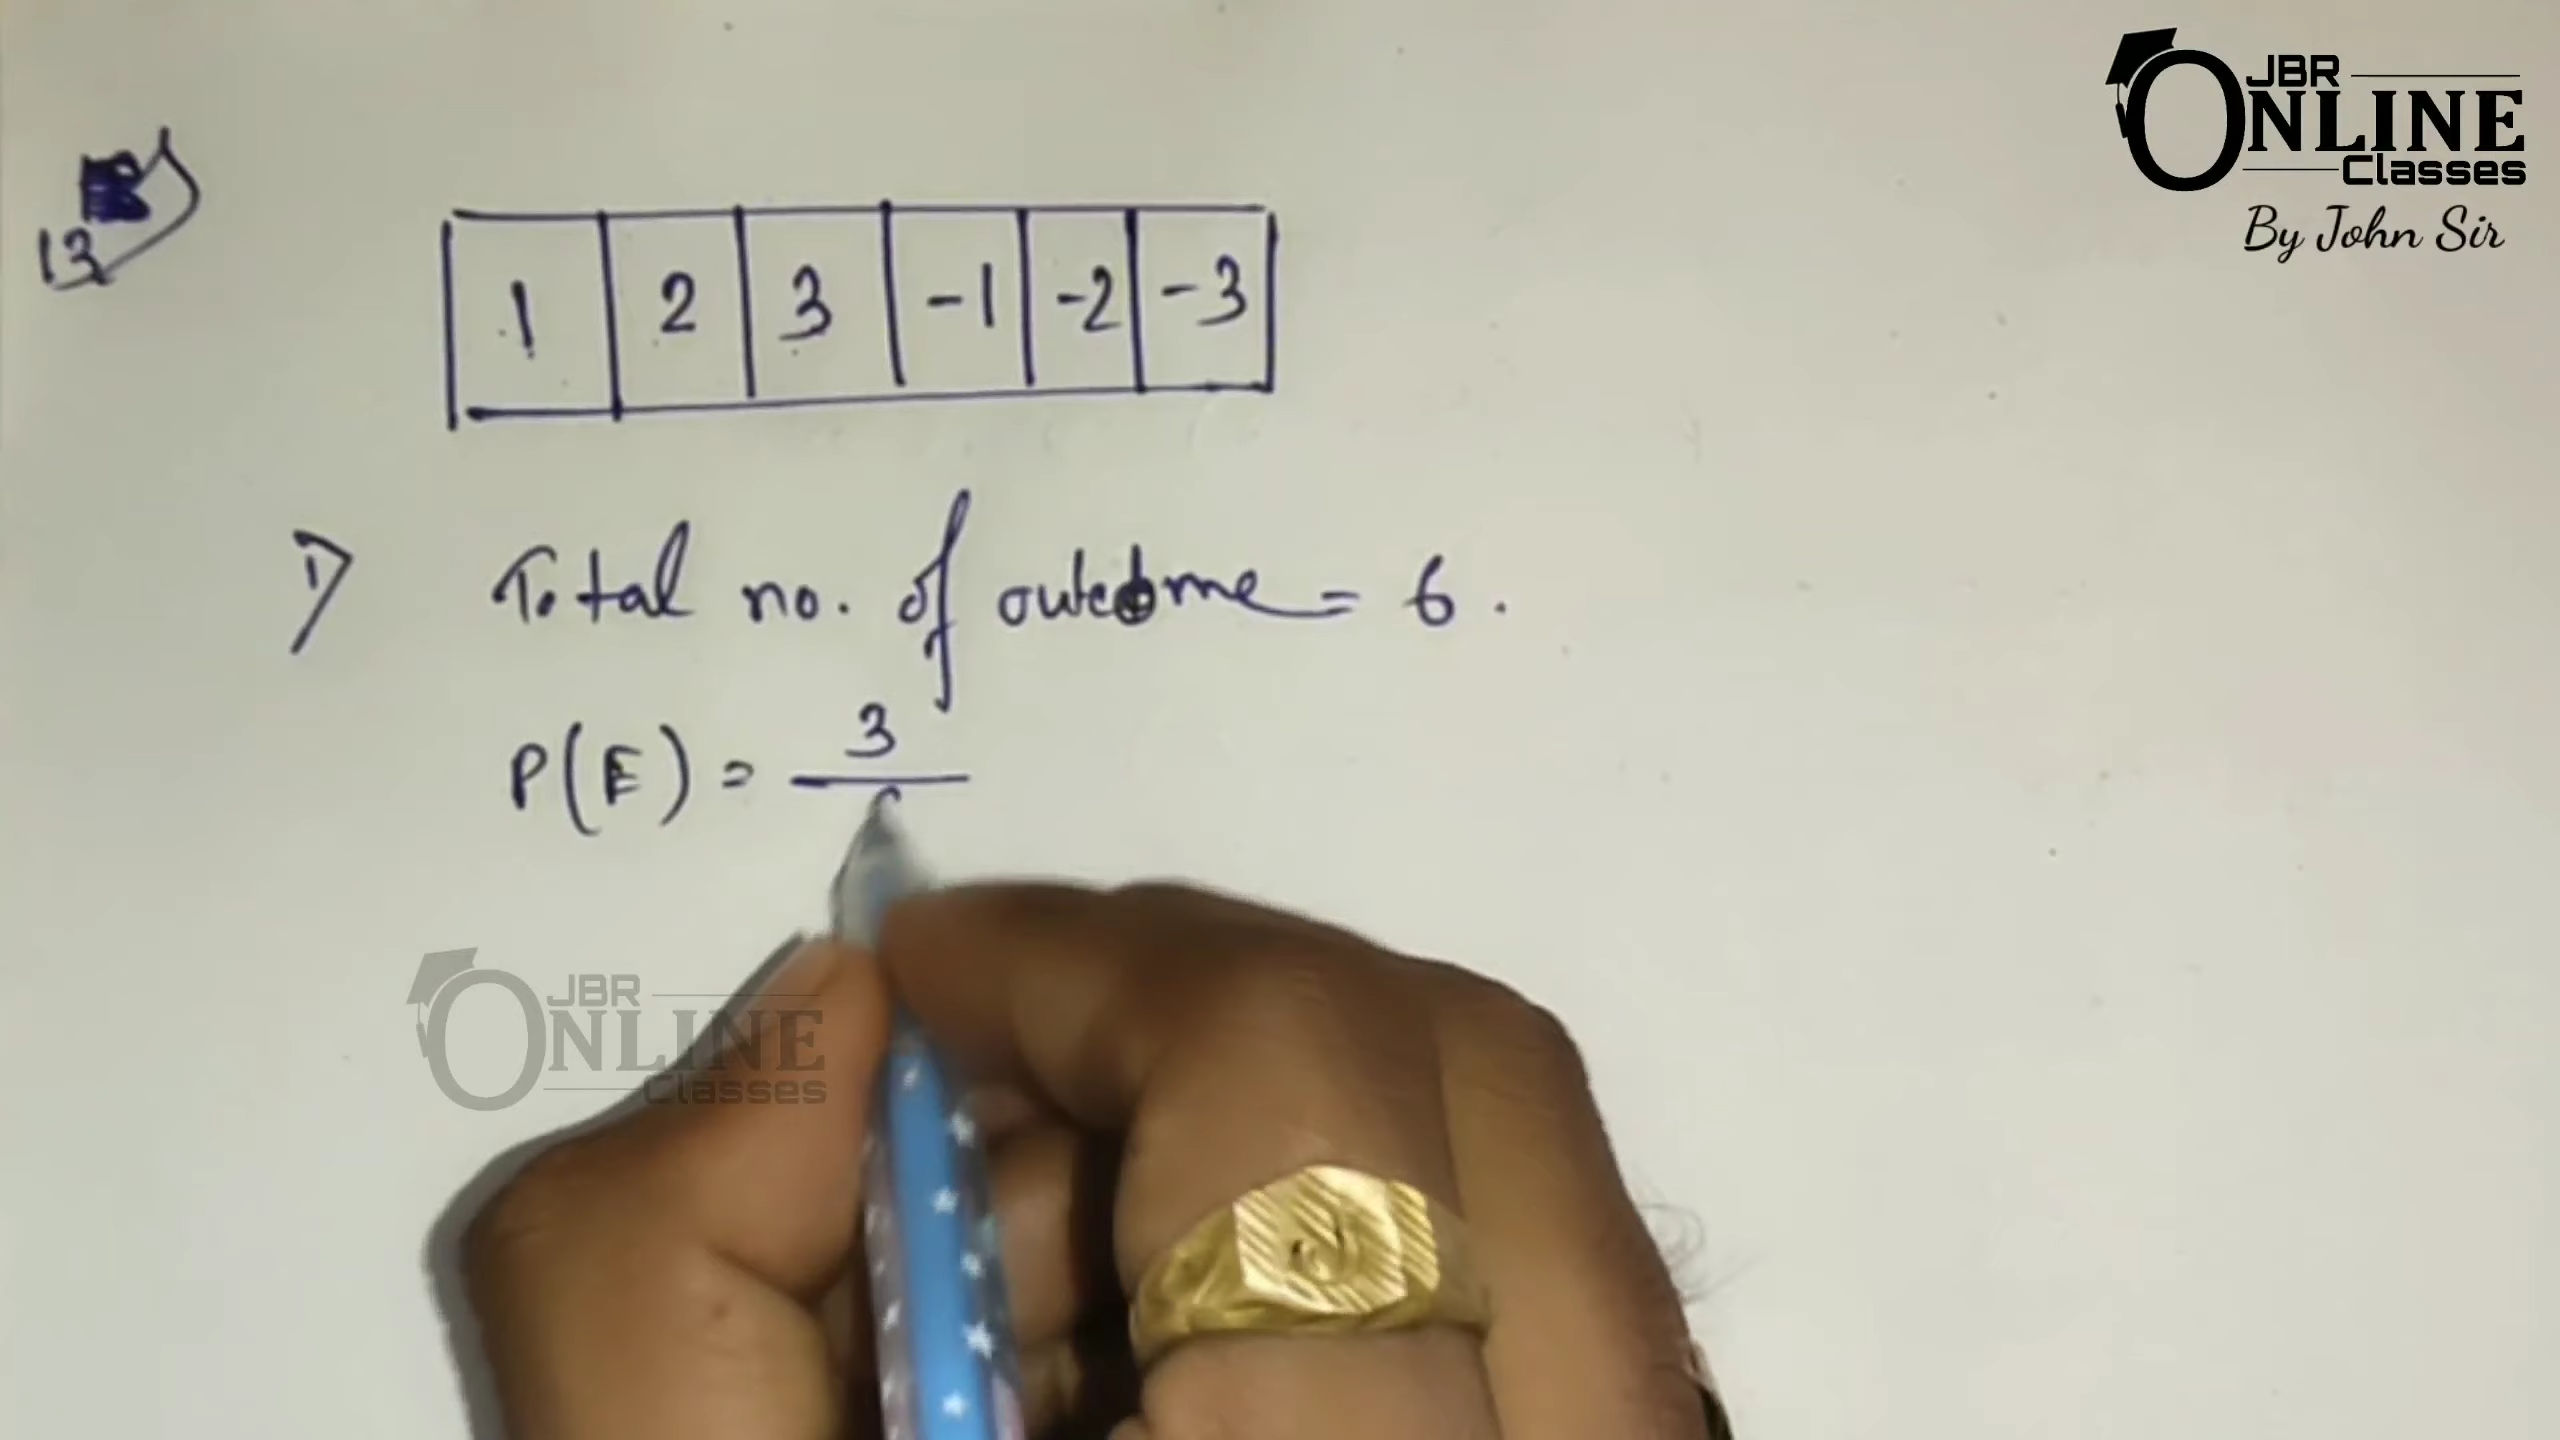 JBR
ONLINE
Classes
By John Sir
13
1 2 3 -1 -2 -3
1) Total no. of outcome = 6.
P(E) = 3
JBR
ONLINE
Classes